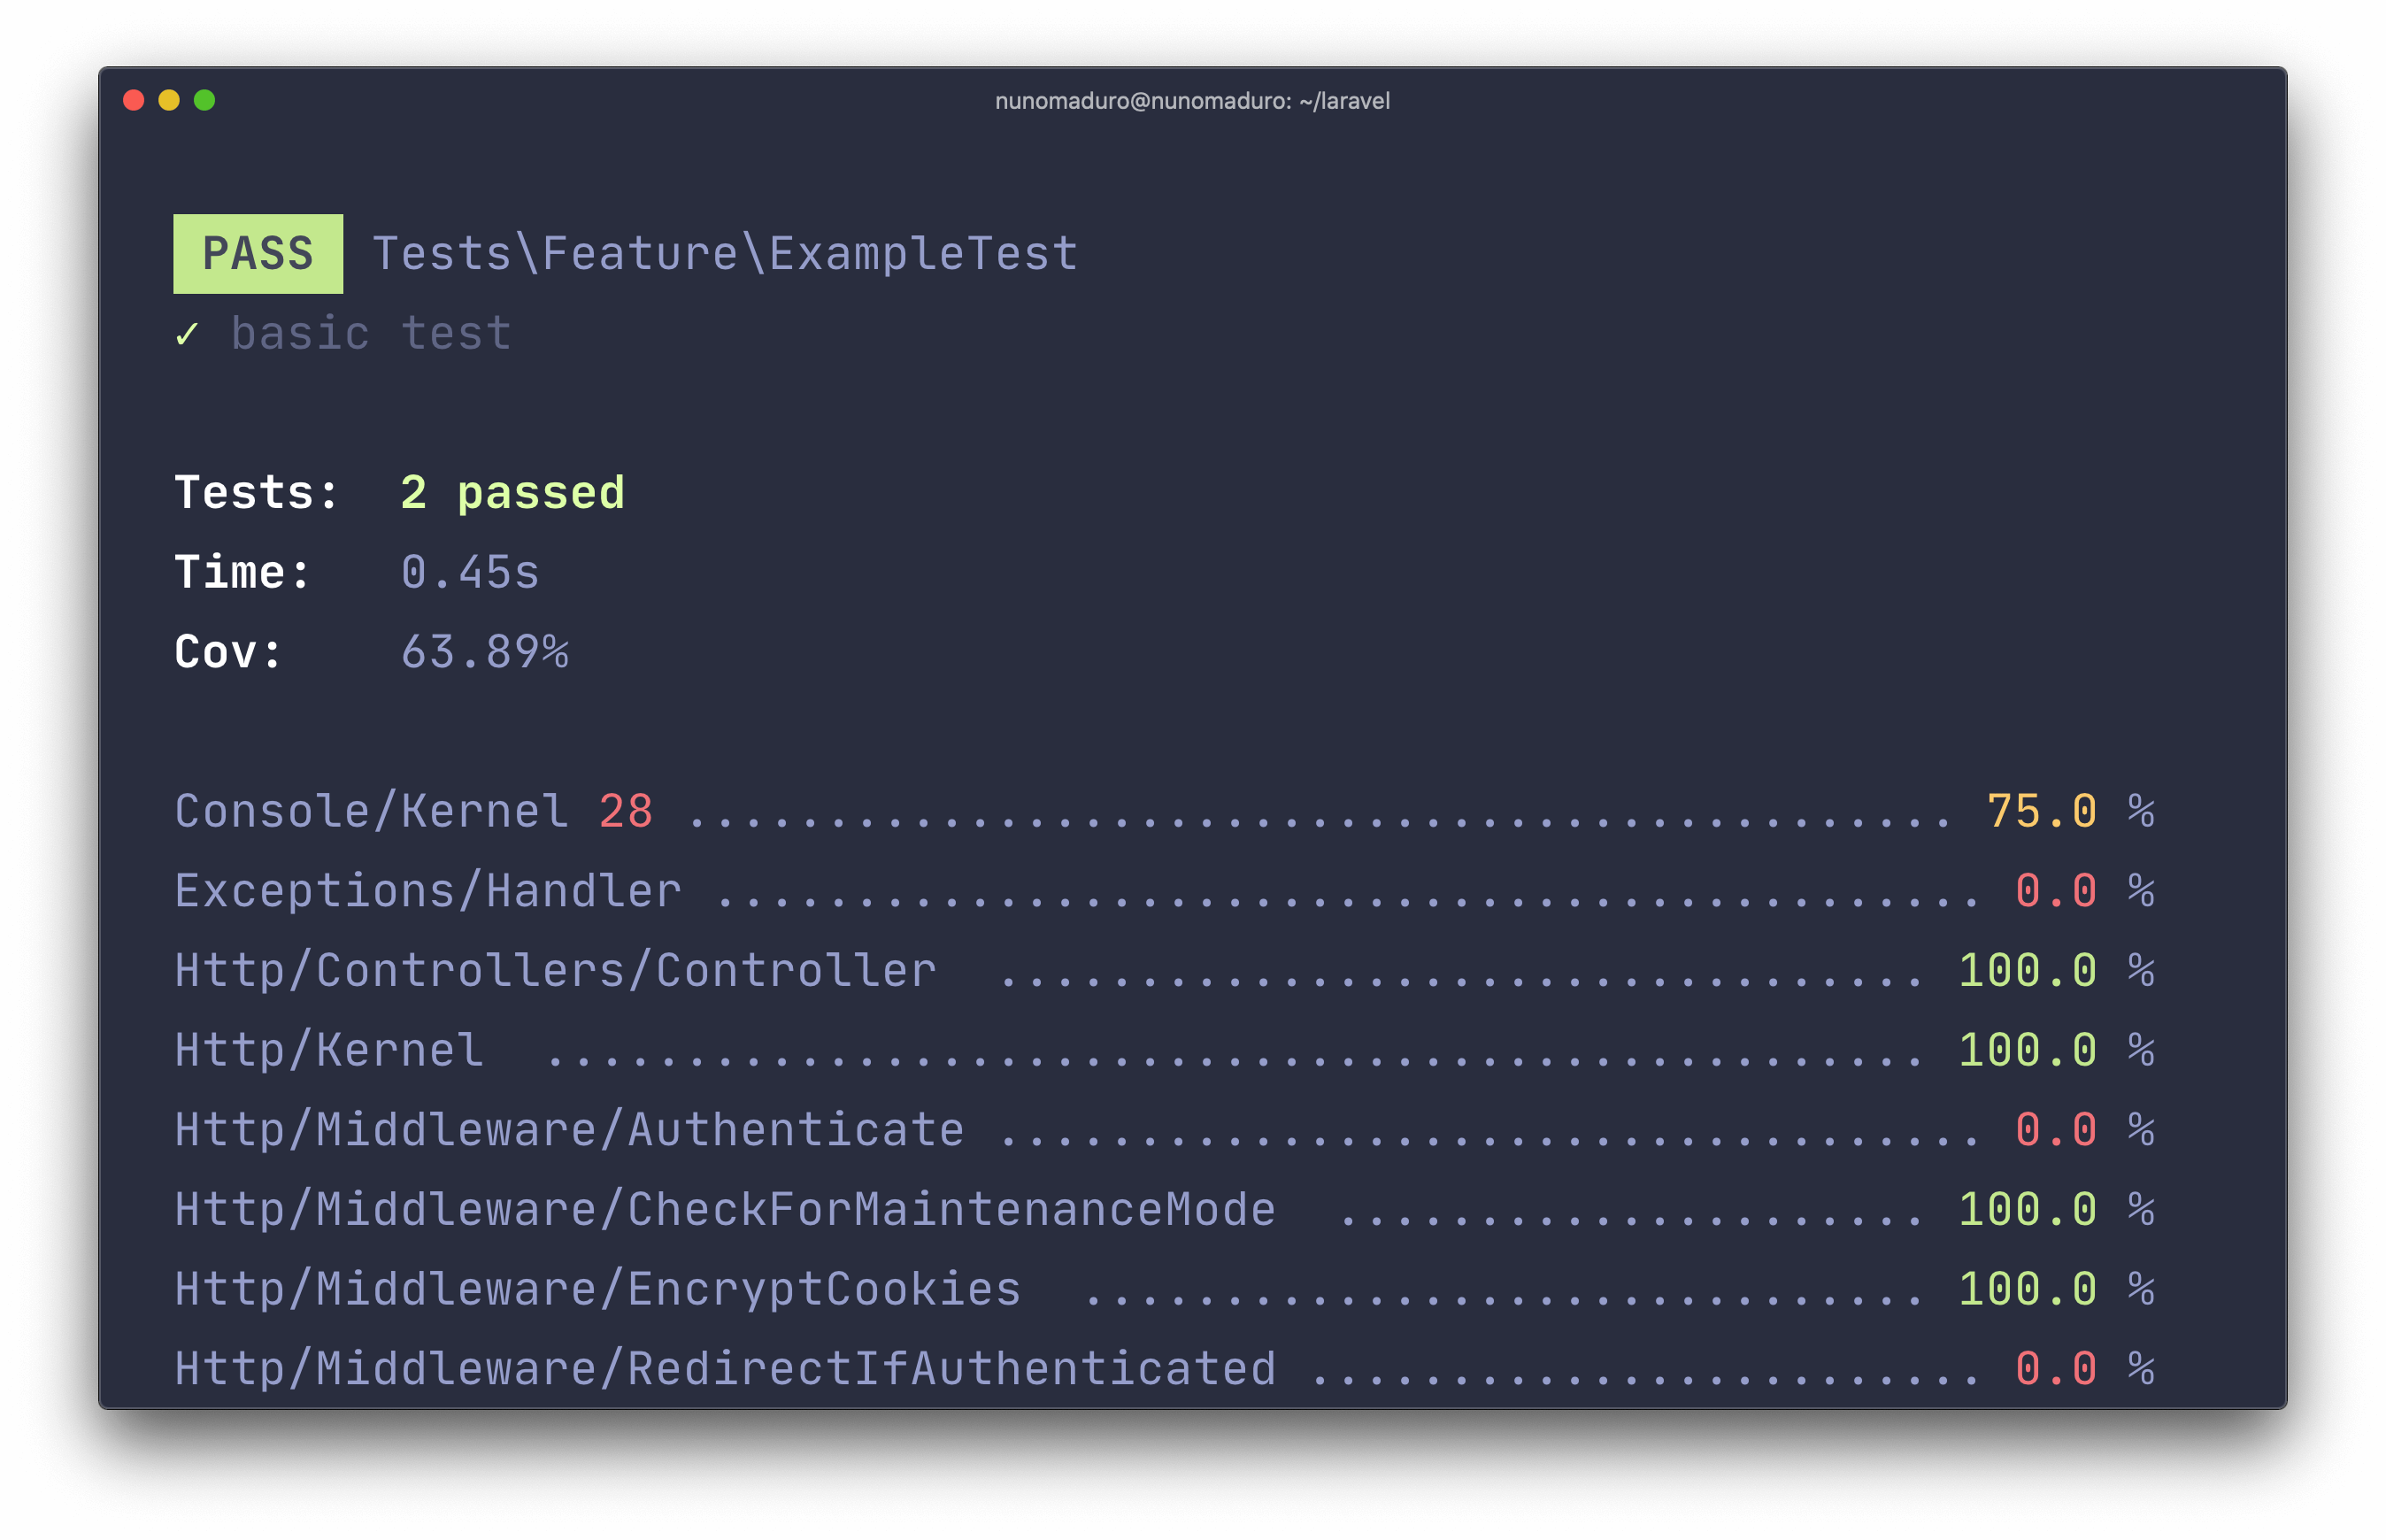 nunomaduro@nunomaduro: ~/laravel
PASS Tests\Feature\ExampleTest
✓ basic test
Tests: 2 passed
Time: 0.45s
Cov: 63.89%
Console/Kernel 28 ............................................. 75.0 %
Exceptions/Handler ............................................. 0.0 %
Http/Controllers/Controller ................................. 100.0 %
Http/Kernel ................................................. 100.0 %
Http/Middleware/Authenticate ................................... 0.0 %
Http/Middleware/CheckForMaintenanceMode ..................... 100.0 %
Http/Middleware/EncryptCookies .............................. 100.0 %
Http/Middleware/RedirectIfAuthenticated ........................ 0.0 %